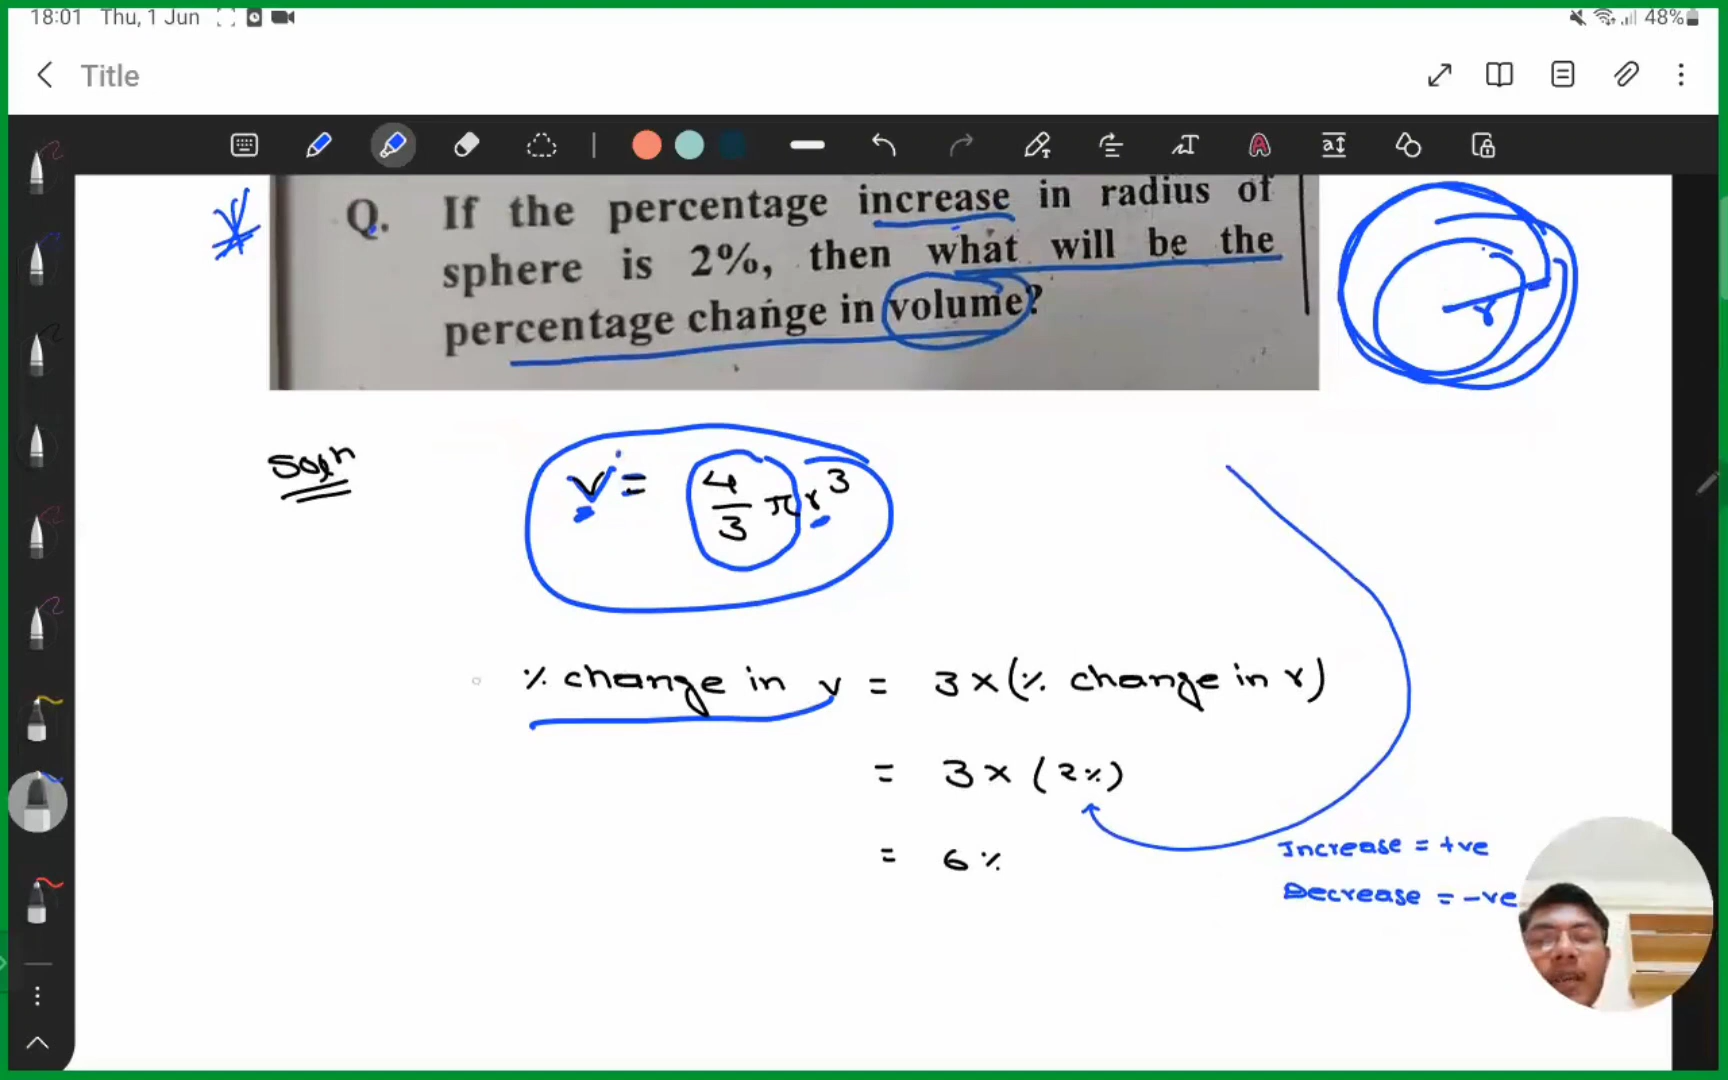 18:01 Thu, 1 Jun
48%
Title
Q. If the percentage increase in radius of
sphere is 2%, then what will be the
percentage change in volume?
r
Soln
v = 4/3 πr³
% change in v = 3×(% change in r)
= 3×(2%)
= 6%
Increase = +ve
Decrease = -ve